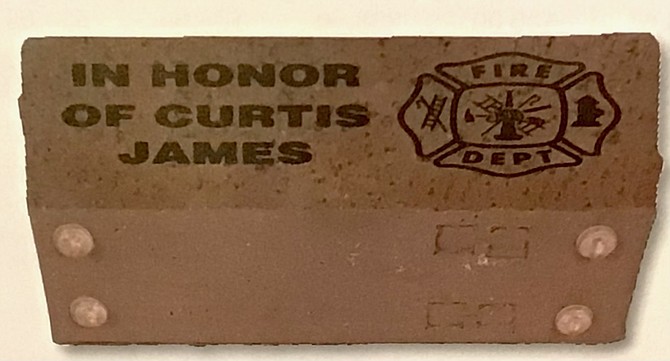 IN HONOR
OF CURTIS
JAMES
FIRE
DEPT